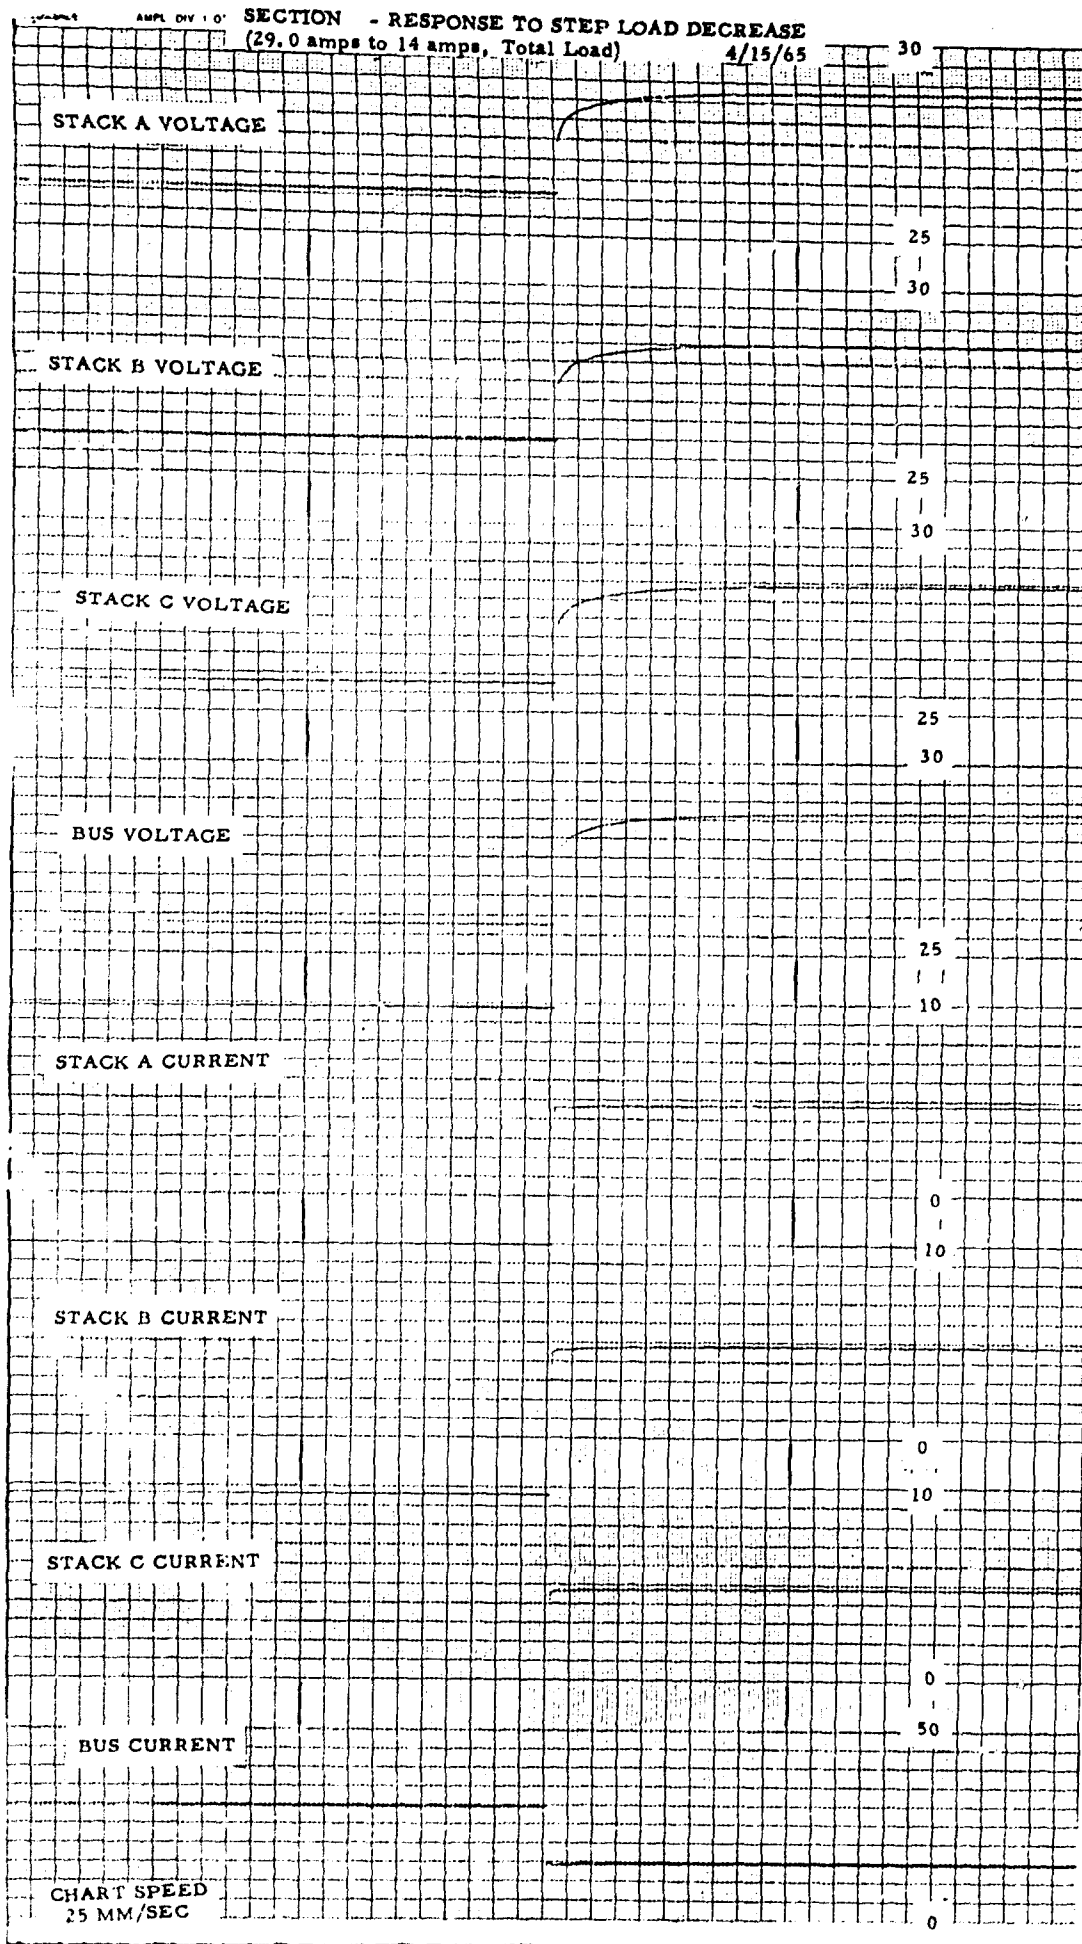 AMPL DIV
SECTION - RESPONSE TO STEP LOAD DECREASE
(29.0 amps to 14 amps, Total Load) 4/15/65
30
STACK A VOLTAGE
25
30
STACK B VOLTAGE
25
30
STACK C VOLTAGE
25
30
BUS VOLTAGE
25
10
STACK A CURRENT
0
10
STACK B CURRENT
0
10
STACK C CURRENT
0
50
BUS CURRENT
CHART SPEED
25 MM/SEC
0